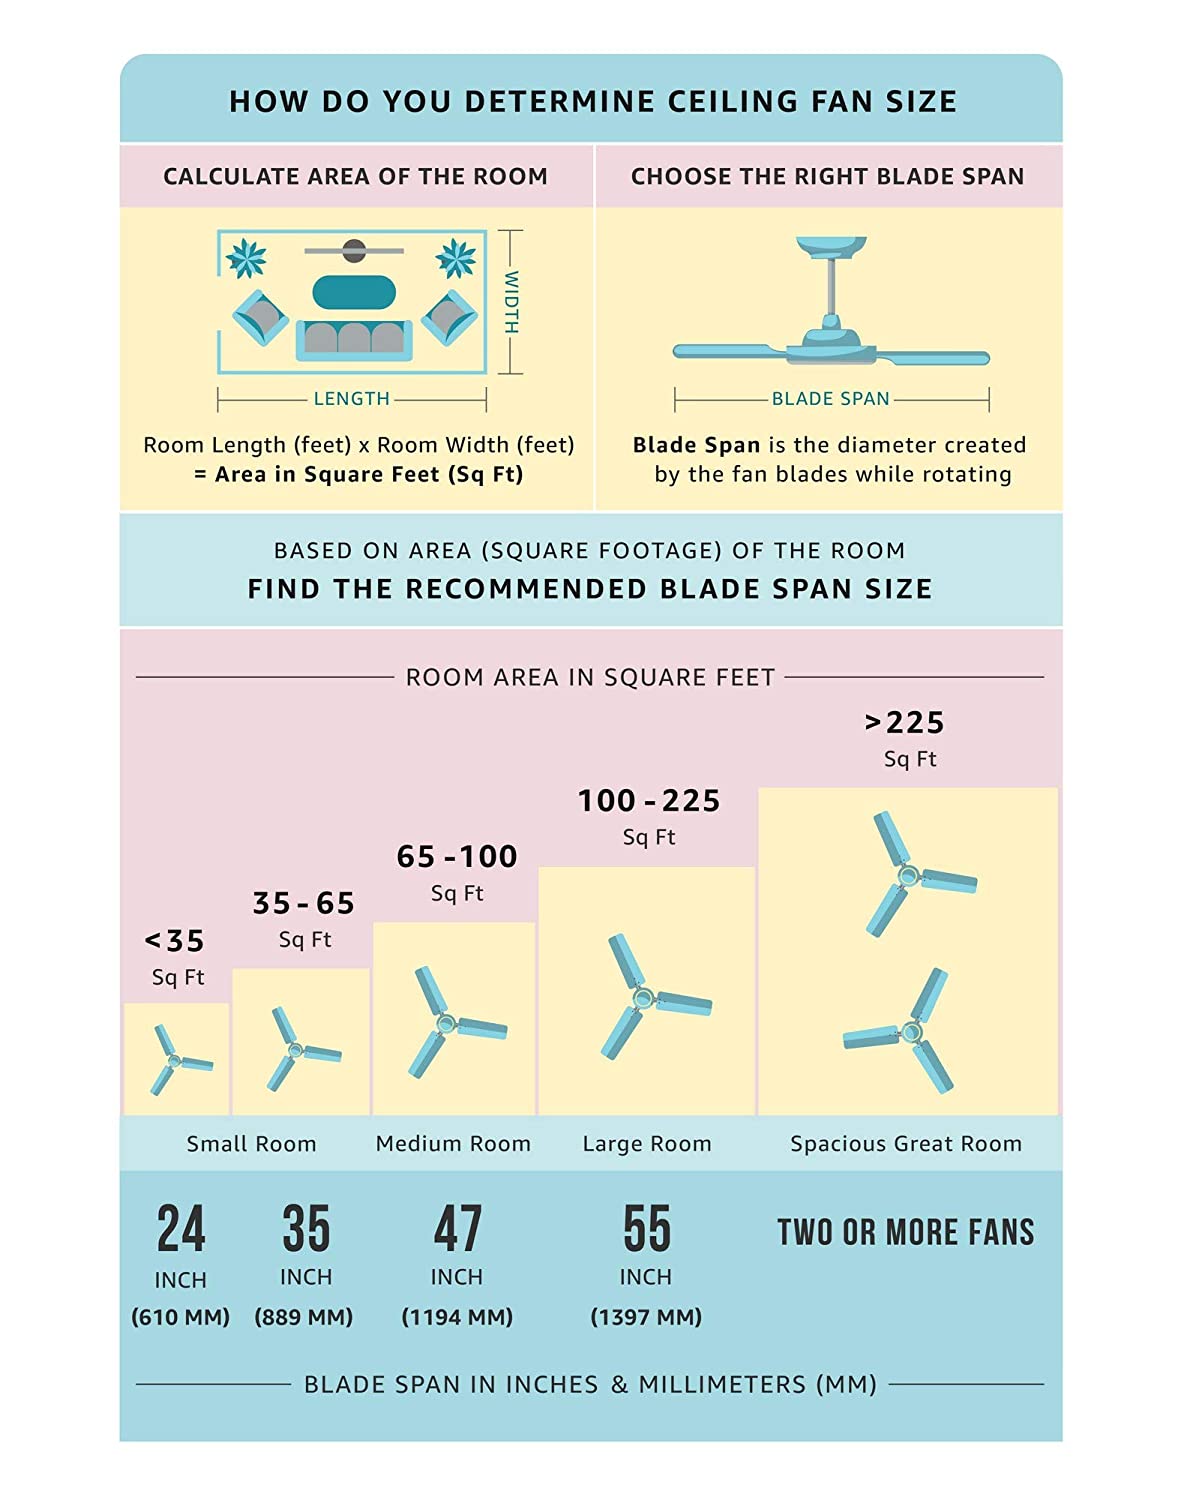 HOW DO YOU DETERMINE CEILING FAN SIZE
CALCULATE AREA OF THE ROOM
WIDTH
LENGTH
Room Length (feet) x Room Width (feet)
= Area in Square Feet (Sq Ft)
CHOOSE THE RIGHT BLADE SPAN
BLADE SPAN
Blade Span is the diameter created
by the fan blades while rotating
BASED ON AREA (SQUARE FOOTAGE) OF THE ROOM
FIND THE RECOMMENDED BLADE SPAN SIZE
ROOM AREA IN SQUARE FEET
<35
Sq Ft
35 - 65
Sq Ft
65 -100
Sq Ft
100 - 225
Sq Ft
>225
Sq Ft
Small Room
Medium Room
Large Room
Spacious Great Room
24
INCH
(610 MM)
35
INCH
(889 MM)
47
INCH
(1194 MM)
55
INCH
(1397 MM)
TWO OR MORE FANS
BLADE SPAN IN INCHES & MILLIMETERS (MM)